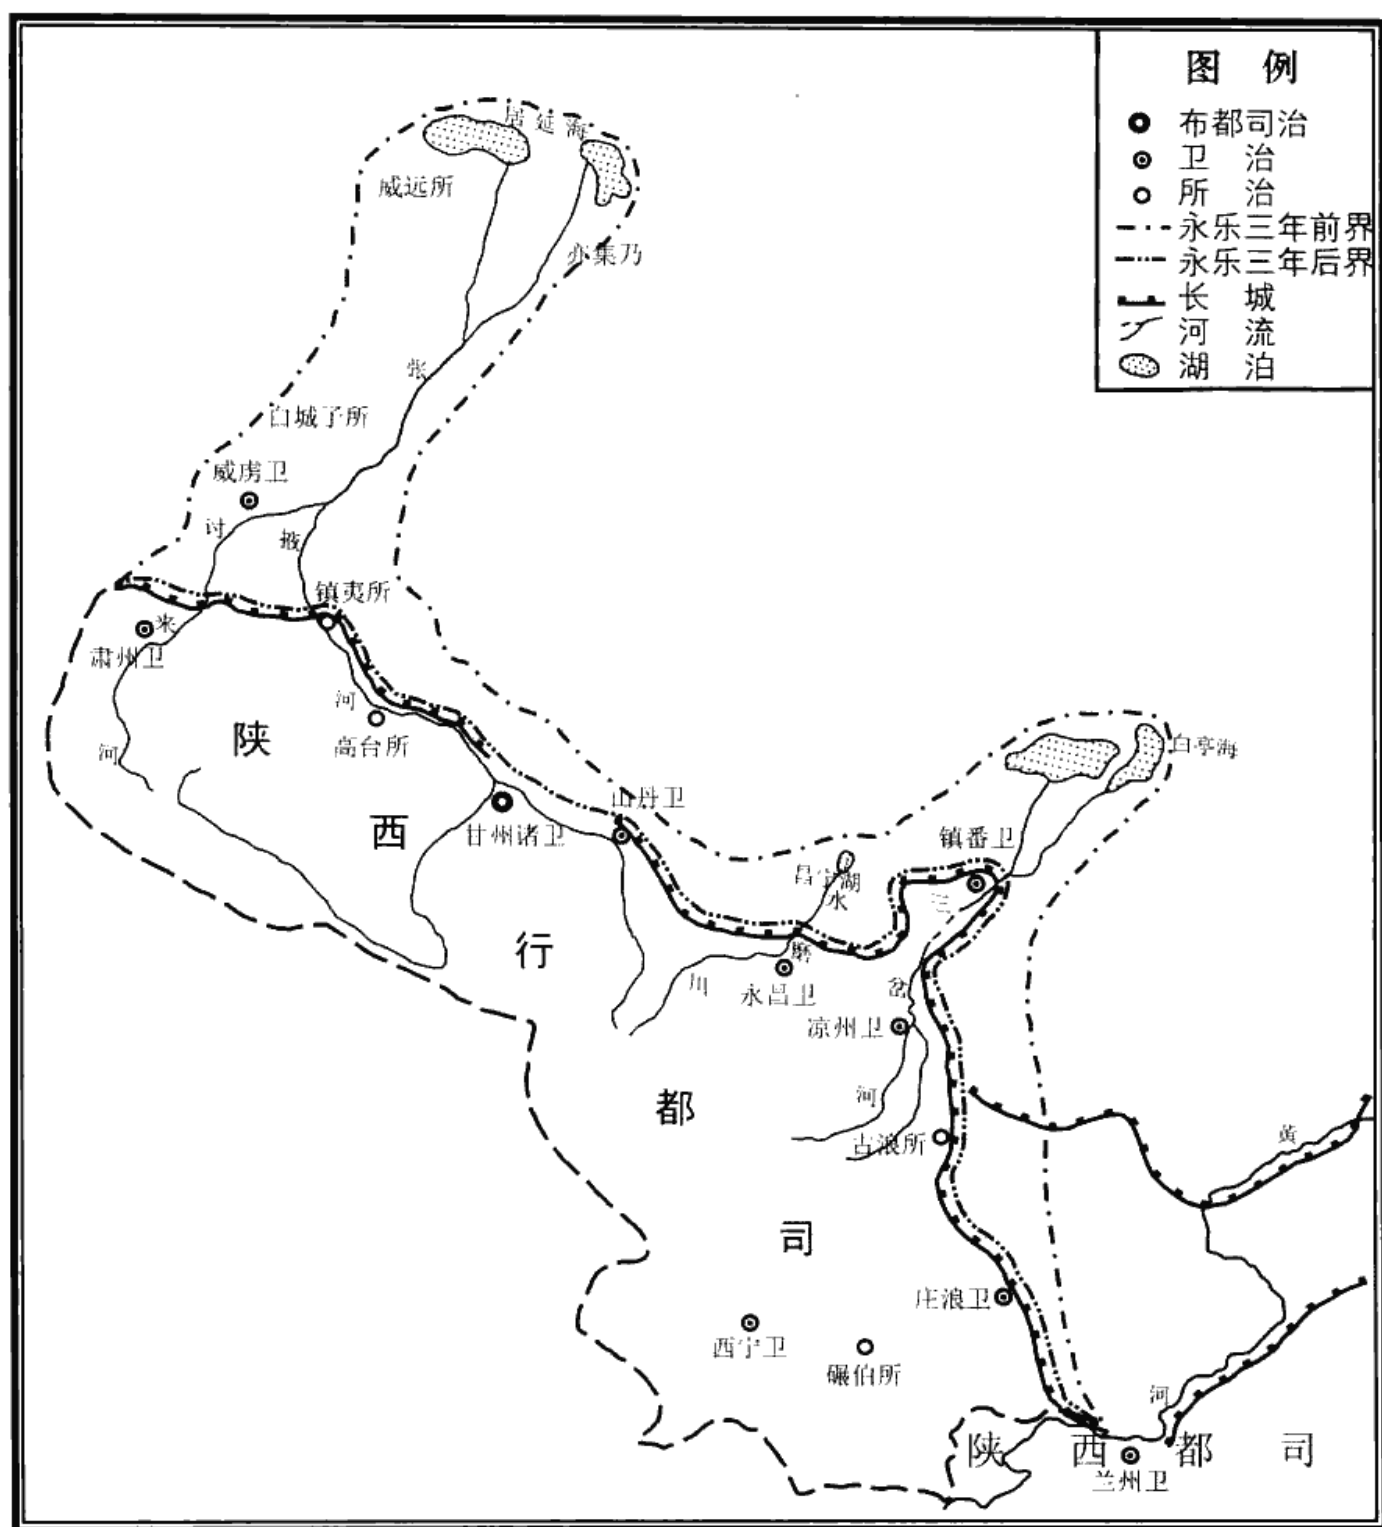 图 例
布都司治
卫 治
所 治
永乐三年前界
永乐三年后界
长 城
河 流
湖 泊
居延海
威远所
亦集乃
张
白城子所
威虏卫
讨
掖
镇夷所
来
肃州卫
河
高台所
河
陕
西
行
都
司
甘州诸卫
山丹卫
白亭海
镇番卫
昌宁湖
水
三
磨
川
永昌卫
岔
凉州卫
河
古浪所
黄
庄浪卫
西宁卫
碾伯所
河
陕西都司
兰州卫